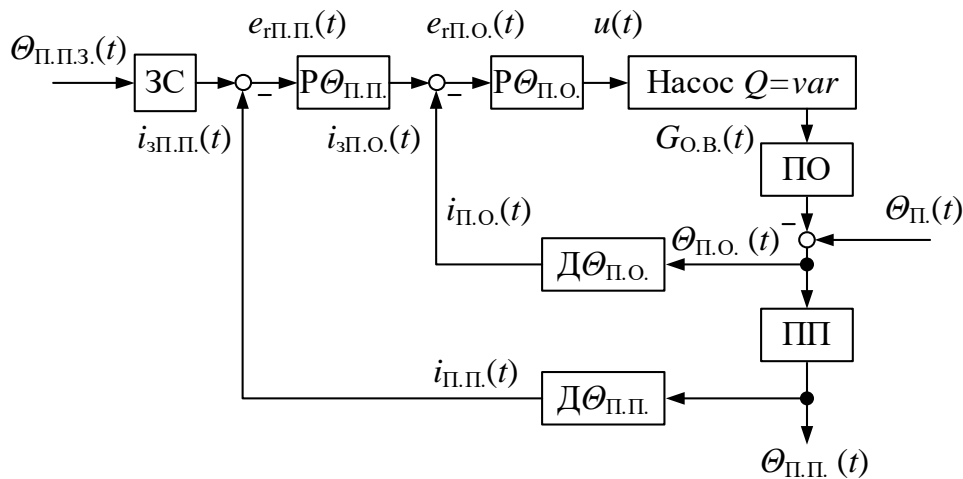 e_гП.П.(t) e_гП.О.(t) u(t)
Θ_П.П.З.(t)
ЗС − РΘ_П.П. − РΘ_П.О. Насос Q=var
i_зП.П.(t) i_зП.О.(t) G_О.В.(t)
ПО
i_П.О.(t) Θ_П.О. (t) − Θ_П.(t)
ДΘ_П.О.
ПП
i_П.П.(t)
ДΘ_П.П.
Θ_П.П. (t)